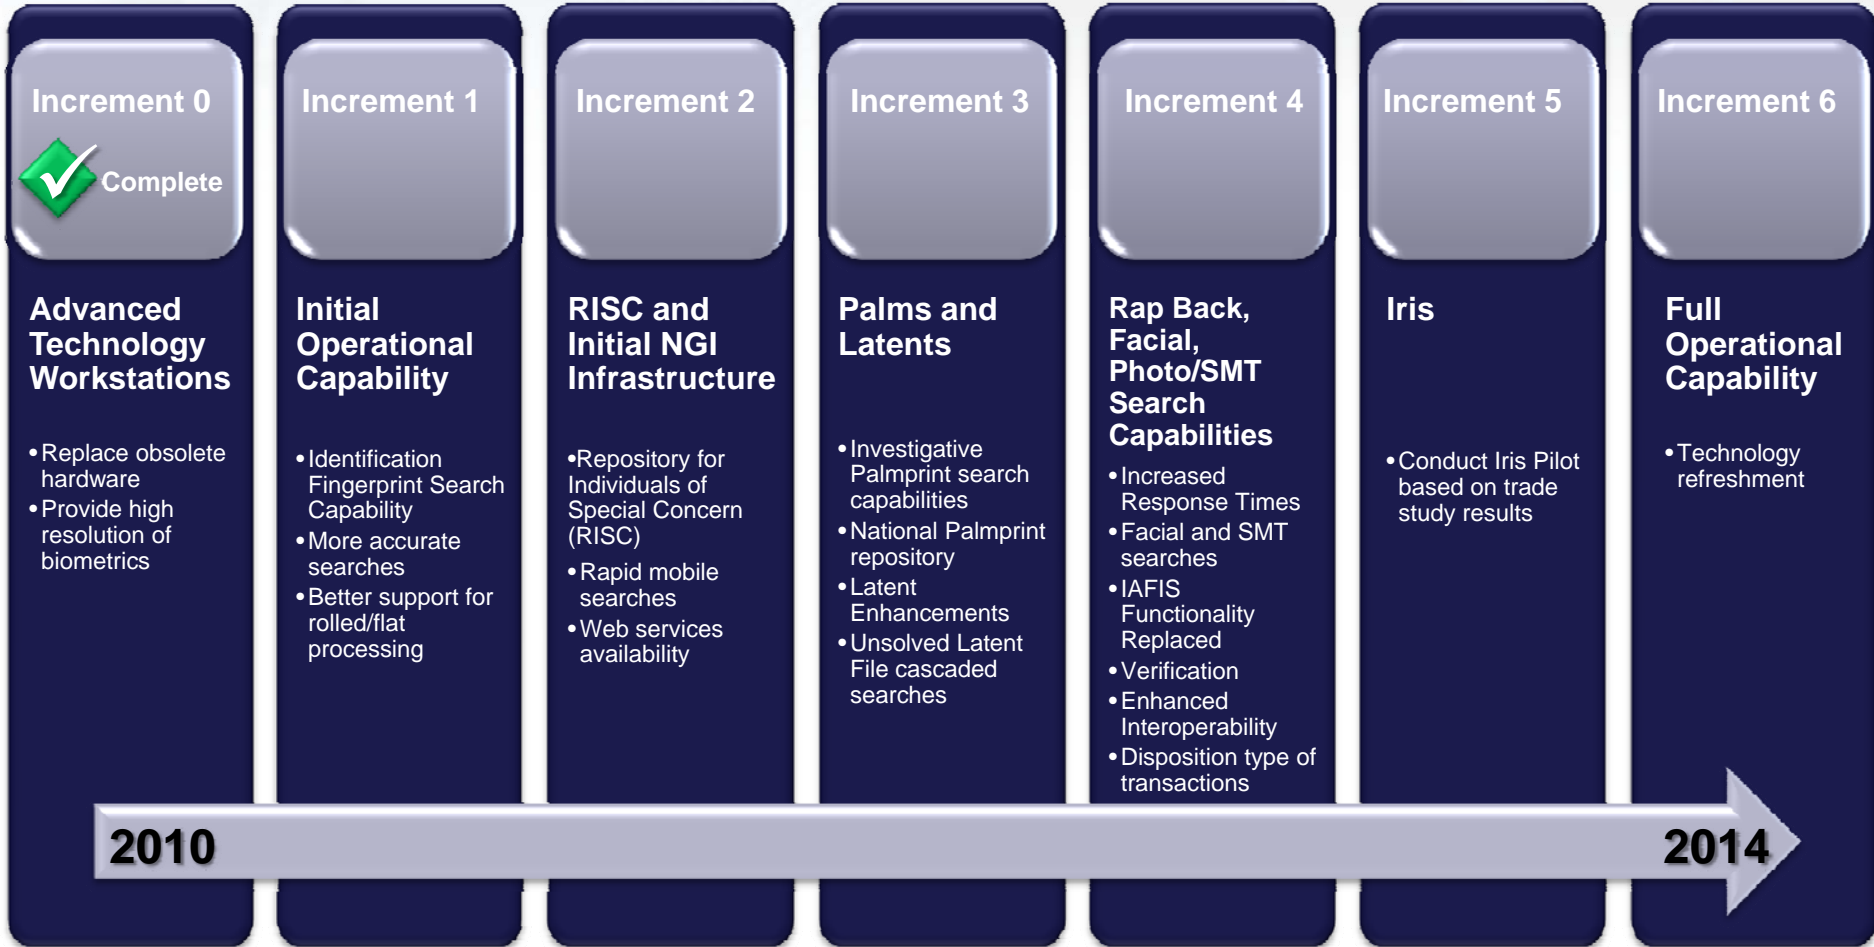 Increment 0
Complete
Advanced
Technology
Workstations
•Replace obsolete
hardware
•Provide high
resolution of
biometrics
Increment 1
Initial
Operational
Capability
•Identification
Fingerprint Search
Capability
•More accurate
searches
•Better support for
rolled/flat
processing
Increment 2
RISC and
Initial NGI
Infrastructure
•Repository for
Individuals of
Special Concern
(RISC)
•Rapid mobile
searches
•Web services
availability
Increment 3
Palms and
Latents
•Investigative
Palmprint search
capabilities
•National Palmprint
repository
•Latent
Enhancements
•Unsolved Latent
File cascaded
searches
Increment 4
Rap Back,
Facial,
Photo/SMT
Search
Capabilities
•Increased
Response Times
•Facial and SMT
searches
•IAFIS
Functionality
Replaced
•Verification
•Enhanced
Interoperability
•Disposition type of
transactions
Increment 5
Iris
•Conduct Iris Pilot
based on trade
study results
Increment 6
Full
Operational
Capability
•Technology
refreshment
2010
2014